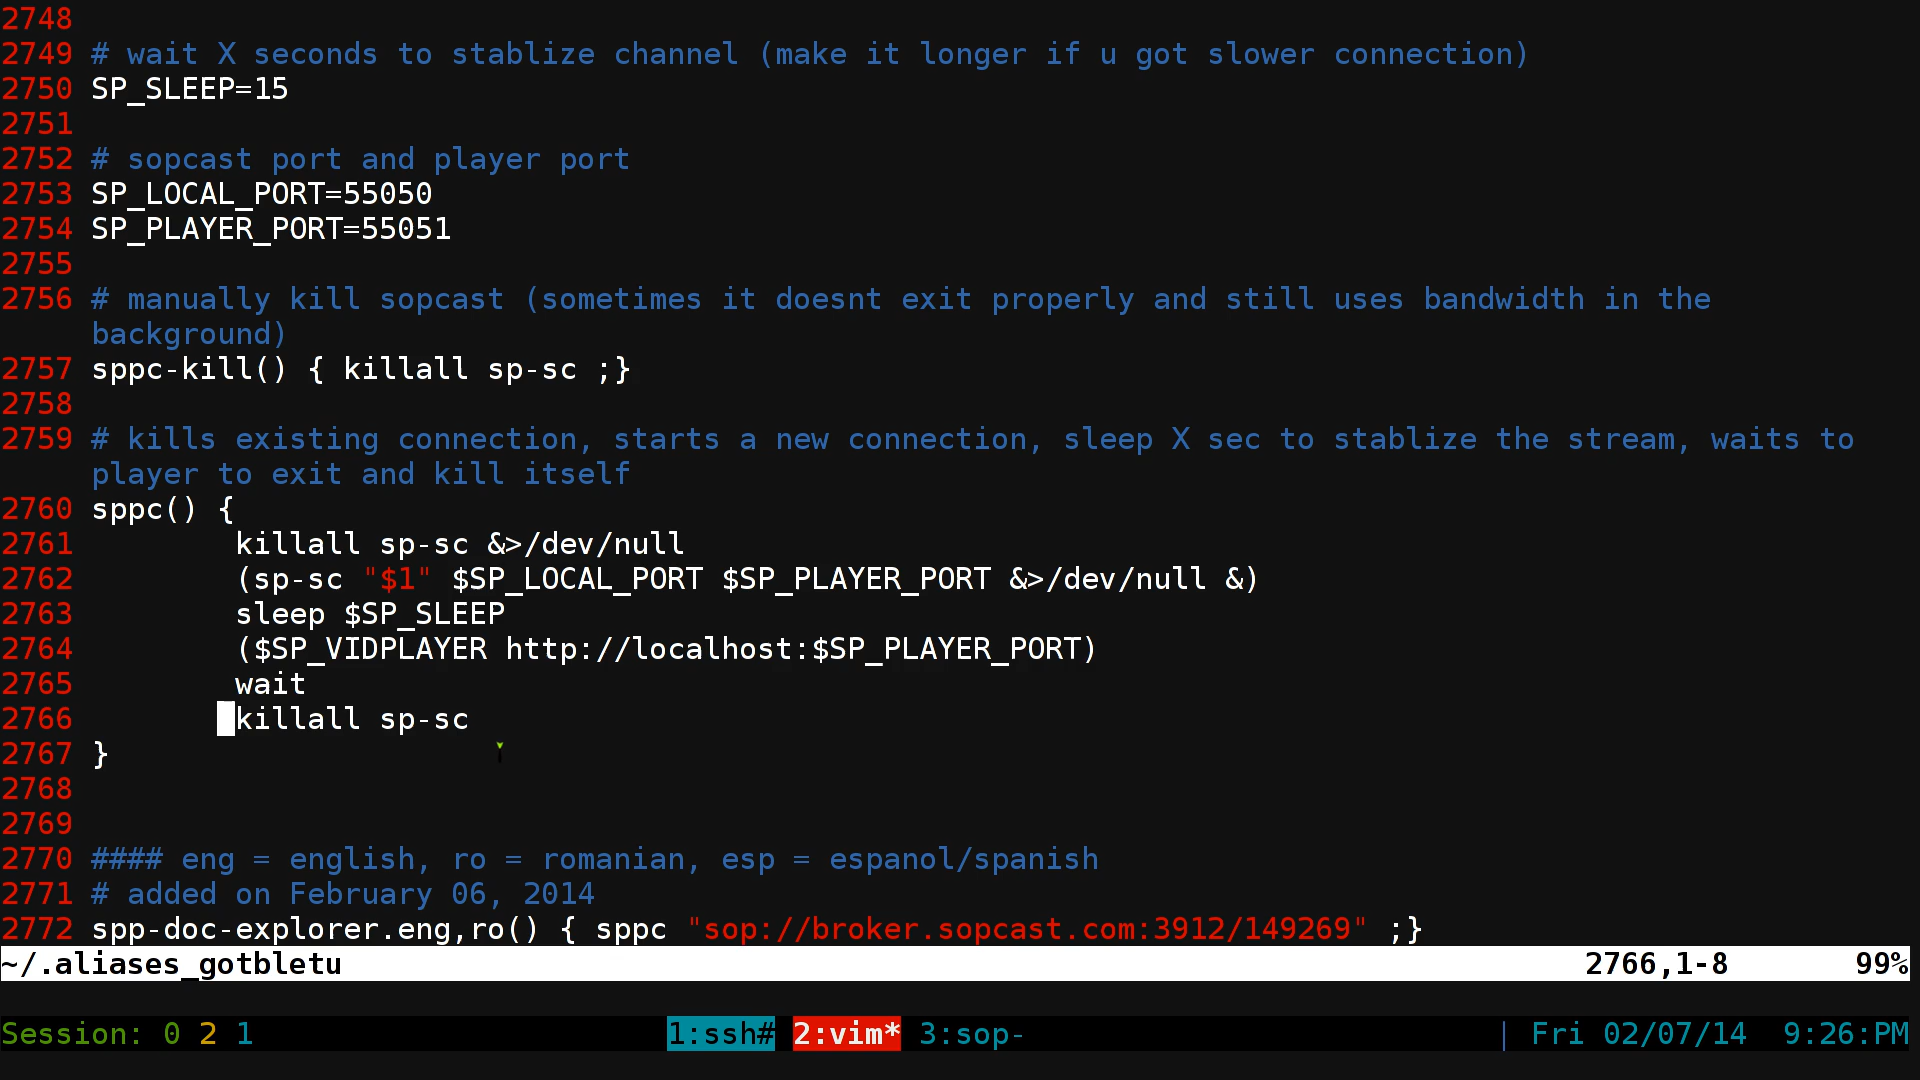 2748
2749 # wait X seconds to stablize channel (make it longer if u got slower connection)
2750 SP_SLEEP=15
2751
2752 # sopcast port and player port
2753 SP_LOCAL_PORT=55050
2754 SP_PLAYER_PORT=55051
2755
2756 # manually kill sopcast (sometimes it doesnt exit properly and still uses bandwidth in the
background)
2757 sppc-kill() { killall sp-sc ;}
2758
2759 # kills existing connection, starts a new connection, sleep X sec to stablize the stream, waits to
player to exit and kill itself
2760 sppc() {
2761         killall sp-sc &>/dev/null
2762         (sp-sc "$1" $SP_LOCAL_PORT $SP_PLAYER_PORT &>/dev/null &)
2763         sleep $SP_SLEEP
2764         ($SP_VIDPLAYER http://localhost:$SP_PLAYER_PORT)
2765         wait
2766         killall sp-sc
2767 }
2768
2769
2770 #### eng = english, ro = romanian, esp = espanol/spanish
2771 # added on February 06, 2014
2772 spp-doc-explorer.eng,ro() { sppc "sop://broker.sopcast.com:3912/149269" ;}
~/.aliases_gotbletu 2766,1-8 99%
Session: 0 2 1 1:ssh# 2:vim* 3:sop- | Fri 02/07/14 9:26:PM